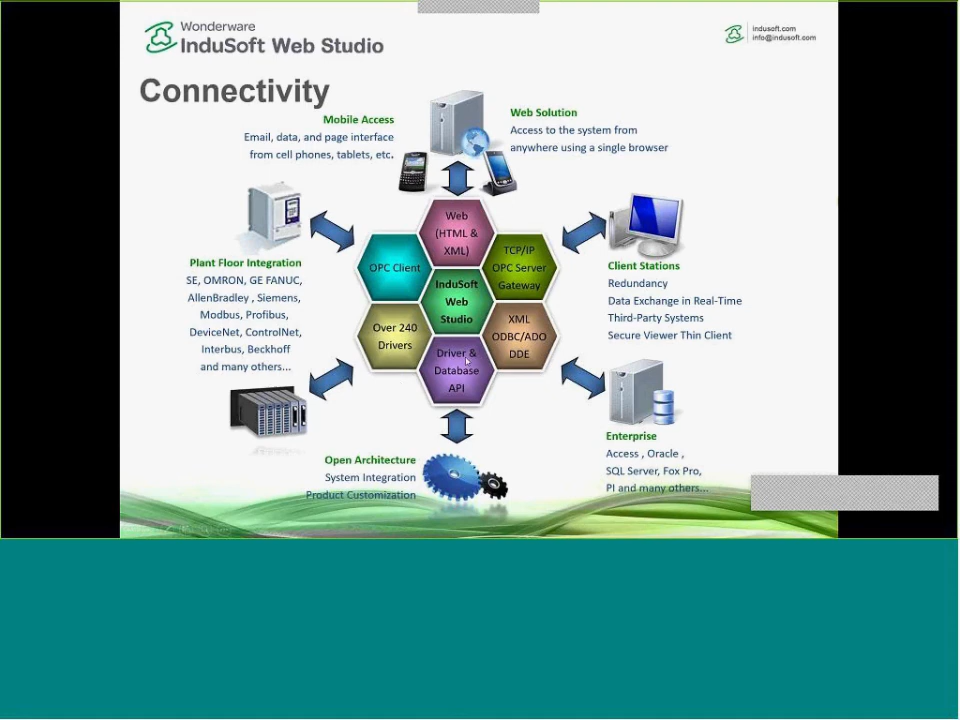 Wonderware
InduSoft Web Studio
indusoft.com
info@indusoft.com
Connectivity
Mobile Access
Email, data, and page interface
from cell phones, tablets, etc.
Web Solution
Access to the system from
anywhere using a single browser
Plant Floor Integration
SE, OMRON, GE FANUC,
AllenBradley , Siemens,
Modbus, Profibus,
DeviceNet, ControlNet,
Interbus, Beckhoff
and many others...
Web
(HTML &
XML)
OPC Client
TCP/IP
OPC Server
Gateway
InduSoft
Web
Studio
Over 240
Drivers
XML
ODBC/ADO
DDE
Driver &
Database
API
Client Stations
Redundancy
Data Exchange in Real-Time
Third-Party Systems
Secure Viewer Thin Client
Open Architecture
System Integration
Product Customization
Enterprise
Access , Oracle ,
SQL Server, Fox Pro,
PI and many others...